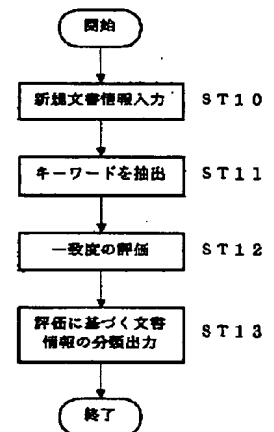 開始
新規文書情報入力 ST10
キーワードを抽出 ST11
一致度の評価 ST12
評価に基づく文書
情報の分類出力 ST13
終了